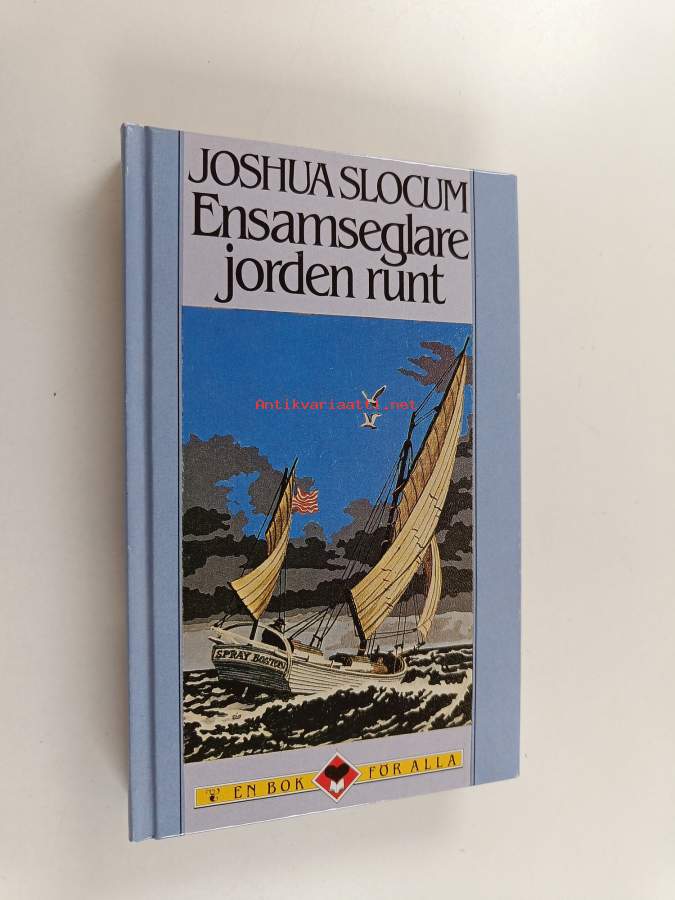 JOSHUA SLOCUM
Ensamseglare
jorden runt
Antikvariaatti.net
SPRAY BOSTON
EN BOK FÖR ALLA